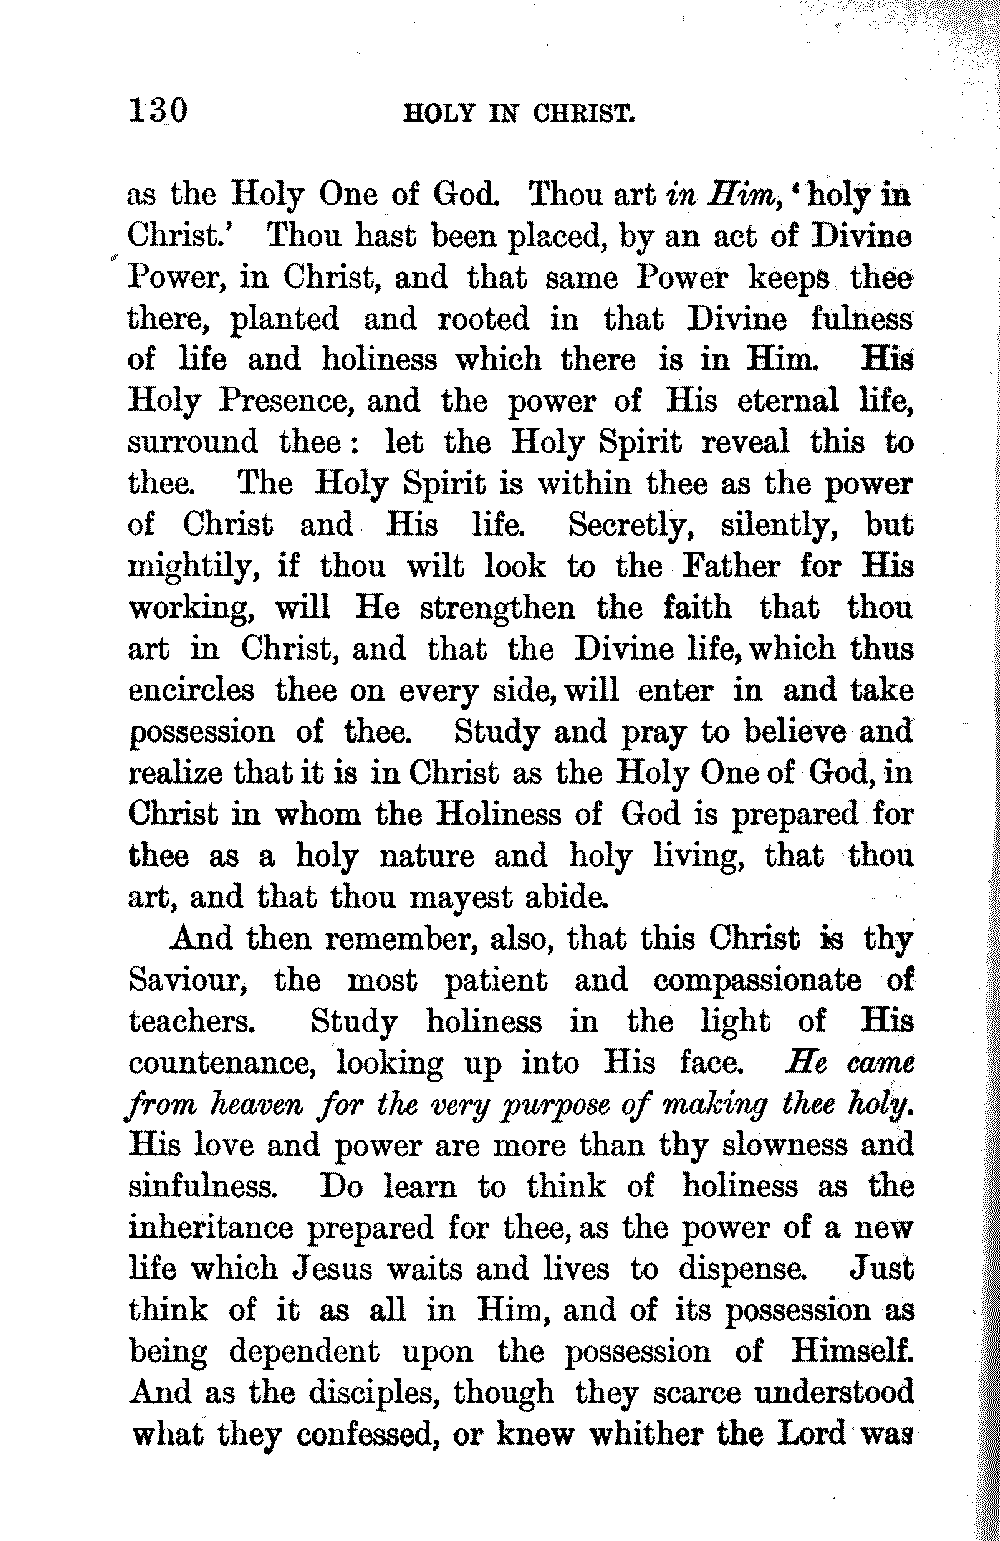 130 HOLY IN CHRIST.
as the Holy One of God. Thou art in Him, ‘holy in
Christ.’ Thou hast been placed, by an act of Divine
Power, in Christ, and that same Power keeps thee
there, planted and rooted in that Divine fulness
of life and holiness which there is in Him. His
Holy Presence, and the power of His eternal life,
surround thee: let the Holy Spirit reveal this to
thee. The Holy Spirit is within thee as the power
of Christ and His life. Secretly, silently, but
mightily, if thou wilt look to the Father for His
working, will He strengthen the faith that thou
art in Christ, and that the Divine life, which thus
encircles thee on every side, will enter in and take
possession of thee. Study and pray to believe and
realize that it is in Christ as the Holy One of God, in
Christ in whom the Holiness of God is prepared for
thee as a holy nature and holy living, that thou
art, and that thou mayest abide.
And then remember, also, that this Christ is thy
Saviour, the most patient and compassionate of
teachers. Study holiness in the light of His
countenance, looking up into His face. He came
from heaven for the very purpose of making thee holy.
His love and power are more than thy slowness and
sinfulness. Do learn to think of holiness as the
inheritance prepared for thee, as the power of a new
life which Jesus waits and lives to dispense. Just
think of it as all in Him, and of its possession as
being dependent upon the possession of Himself.
And as the disciples, though they scarce understood
what they confessed, or knew whither the Lord was